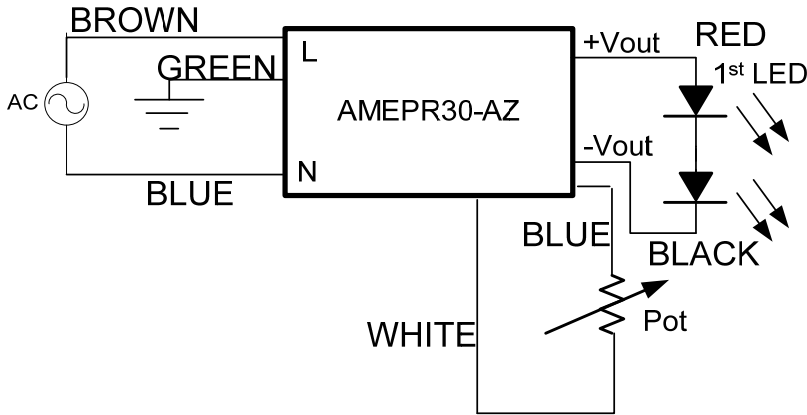 BROWN
L
+Vout
RED
GREEN
1st LED
AC
AMEPR30-AZ
-Vout
N
BLUE
BLUE
BLACK
WHITE
Pot